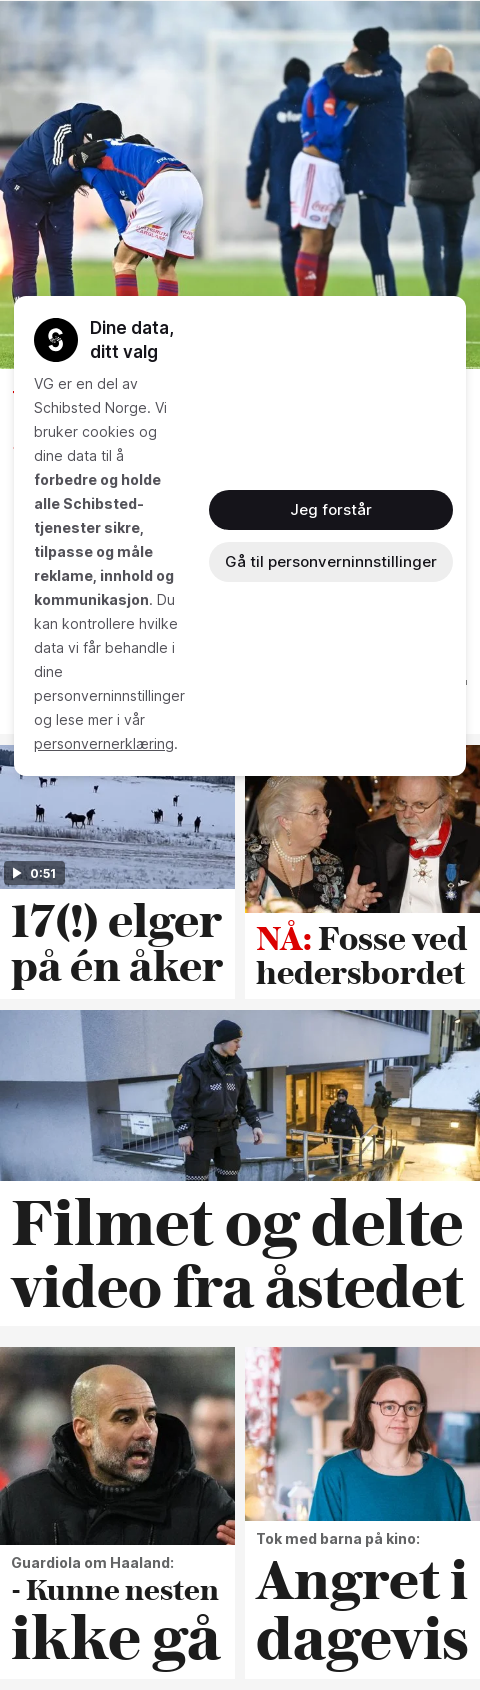 Dine data,
ditt valg
VG er en del av
Schibsted Norge. Vi
bruker cookies og
dine data til å
forbedre og holde
alle Schibsted-
tjenester sikre,
tilpasse og måle
reklame, innhold og
kommunikasjon. Du
kan kontrollere hvilke
data vi får behandle i
dine
personverninnstillinger
og lese mer i vår
personvernerklæring.
Jeg forstår
Gå til personverninnstillinger
0:51
17(!) elger
på én åker
NÅ: Fosse ved
hedersbordet
Filmet og delte
video fra åstedet
Guardiola om Haaland:
- Kunne nesten
ikke gå
Tok med barna på kino:
Angret i
dagevis